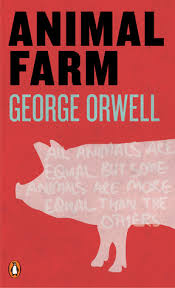 ANIMAL
FARM
GEORGE ORWELL
ALL ANIMALS ARE
EQUAL BUT SOME
ANIMALS ARE MORE
EQUAL THAN THE
OTHERS